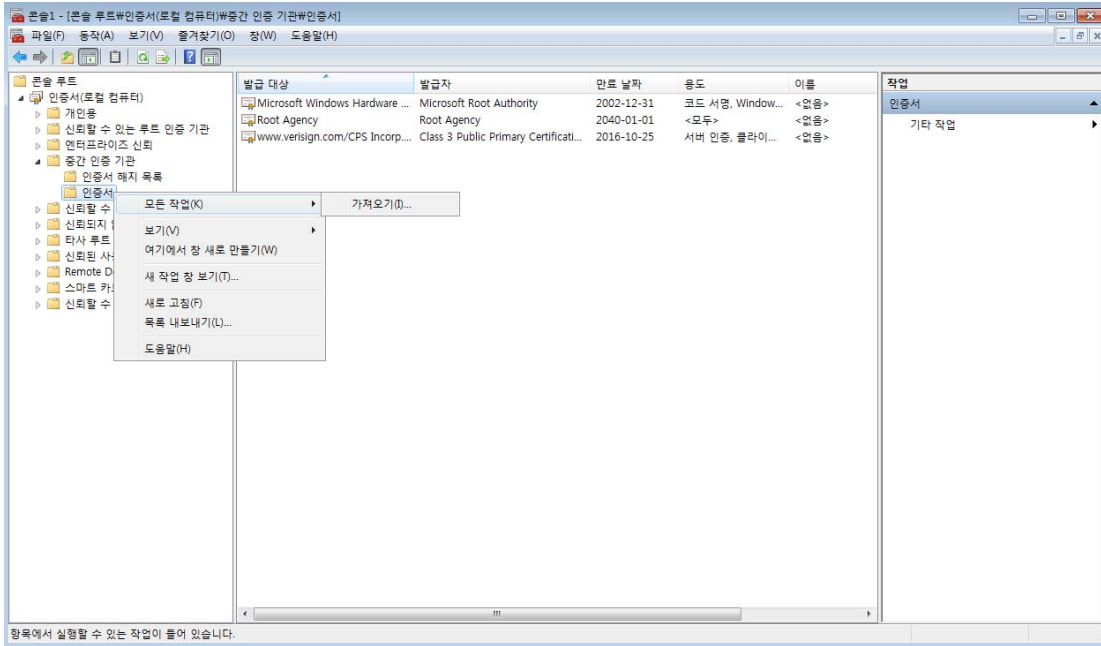 콘솔1 - [콘솔 루트₩인증서(로컬 컴퓨터)₩중간 인증 기관₩인증서]
파일(F) 동작(A) 보기(V) 즐겨찾기(O) 창(W) 도움말(H)
콘솔 루트
인증서(로컬 컴퓨터)
개인용
신뢰할 수 있는 루트 인증 기관
엔터프라이즈 신뢰
중간 인증 기관
인증서 해지 목록
인증서
신뢰할 수
신뢰되지
타사 루트
신뢰된 사
Remote D
스마트 카
신뢰할 수
모든 작업(K)
보기(V)
여기에서 창 새로 만들기(W)
새 작업 창 보기(T)...
새로 고침(F)
목록 내보내기(L)...
도움말(H)
가져오기(I)...
발급 대상 발급자 만료 날짜 용도 이름
Microsoft Windows Hardware ... Microsoft Root Authority 2002-12-31 코드 서명, Window... <없음>
Root Agency Root Agency 2040-01-01 <모두> <없음>
www.verisign.com/CPS Incorp.... Class 3 Public Primary Certificati... 2016-10-25 서버 인증, 클라이... <없음>
작업
인증서
기타 작업
항목에서 실행할 수 있는 작업이 들어 있습니다.